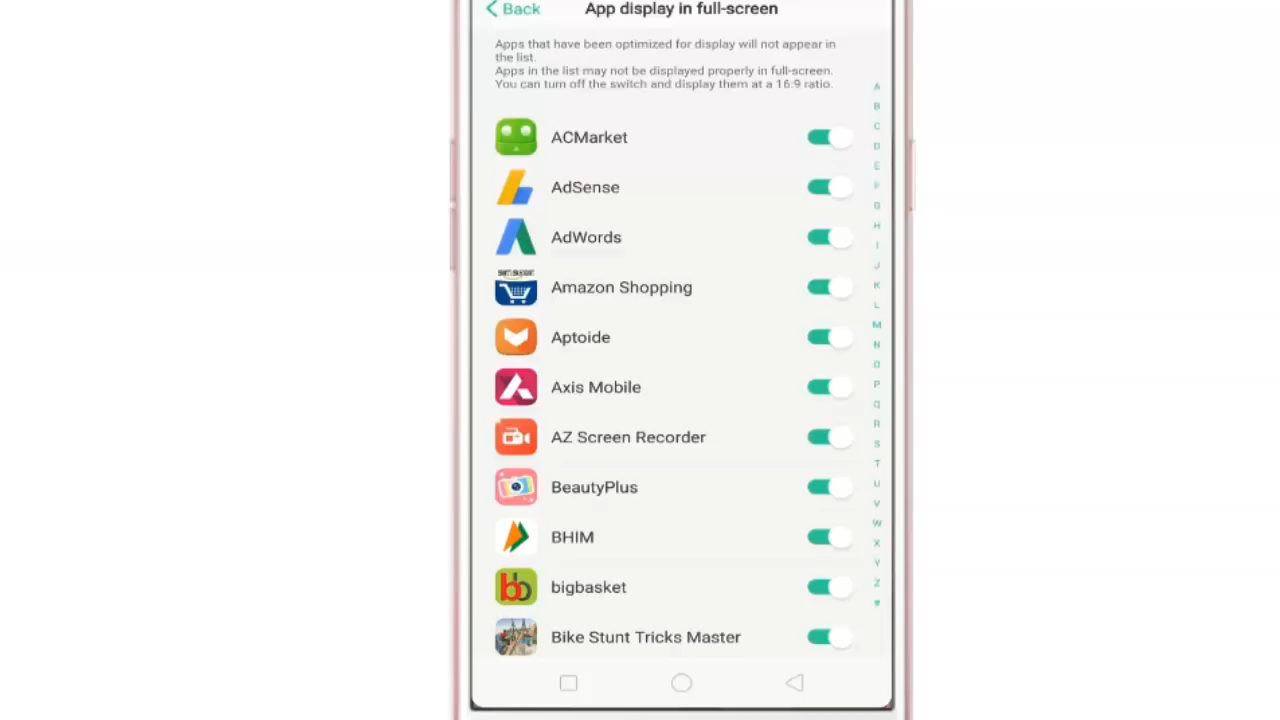 Back
App display in full-screen
Apps that have been optimized for display will not appear in
the list.
Apps in the list may not be displayed properly in full-screen.
You can turn off the switch and display them at a 16:9 ratio.
ACMarket
AdSense
AdWords
Amazon Shopping
Aptoide
Axis Mobile
AZ Screen Recorder
BeautyPlus
BHIM
bb
bigbasket
Bike Stunt Tricks Master
A
B
C
D
E
F
G
H
I
J
K
L
M
N
O
P
Q
R
S
T
U
V
W
X
Y
Z
#